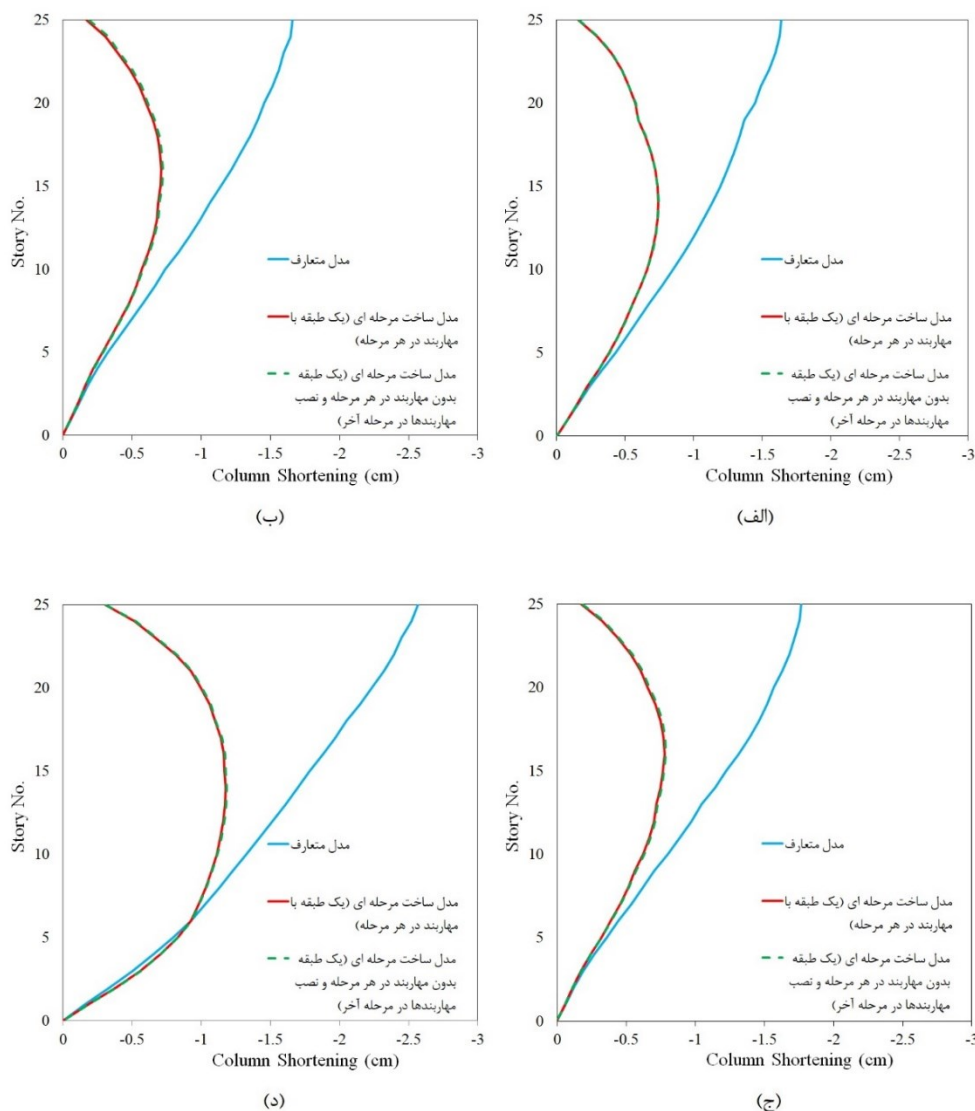 25
20
15
10
5
0
Story No.
مدل متعارف
مدل ساخت مرحله ای (یک طبقه با
مهاربند در هر مرحله)
مدل ساخت مرحله ای (یک طبقه
بدون مهاربند در هر مرحله و نصب
مهاربندها در مرحله آخر)
0 -0.5 -1 -1.5 -2 -2.5 -3
Column Shortening (cm)
(الف)
25
20
15
10
5
0
Story No.
مدل متعارف
مدل ساخت مرحله ای (یک طبقه با
مهاربند در هر مرحله)
مدل ساخت مرحله ای (یک طبقه
بدون مهاربند در هر مرحله و نصب
مهاربندها در مرحله آخر)
0 -0.5 -1 -1.5 -2 -2.5 -3
Column Shortening (cm)
(ب)
25
20
15
10
5
0
Story No.
مدل متعارف
مدل ساخت مرحله ای (یک طبقه با
مهاربند در هر مرحله)
مدل ساخت مرحله ای (یک طبقه
بدون مهاربند در هر مرحله و نصب
مهاربندها در مرحله آخر)
0 -0.5 -1 -1.5 -2 -2.5 -3
Column Shortening (cm)
(ج)
25
20
15
10
5
0
Story No.
مدل متعارف
مدل ساخت مرحله ای (یک طبقه با
مهاربند در هر مرحله)
مدل ساخت مرحله ای (یک طبقه
بدون مهاربند در هر مرحله و نصب
مهاربندها در مرحله آخر)
0 -0.5 -1 -1.5 -2 -2.5 -3
Column Shortening (cm)
(د)